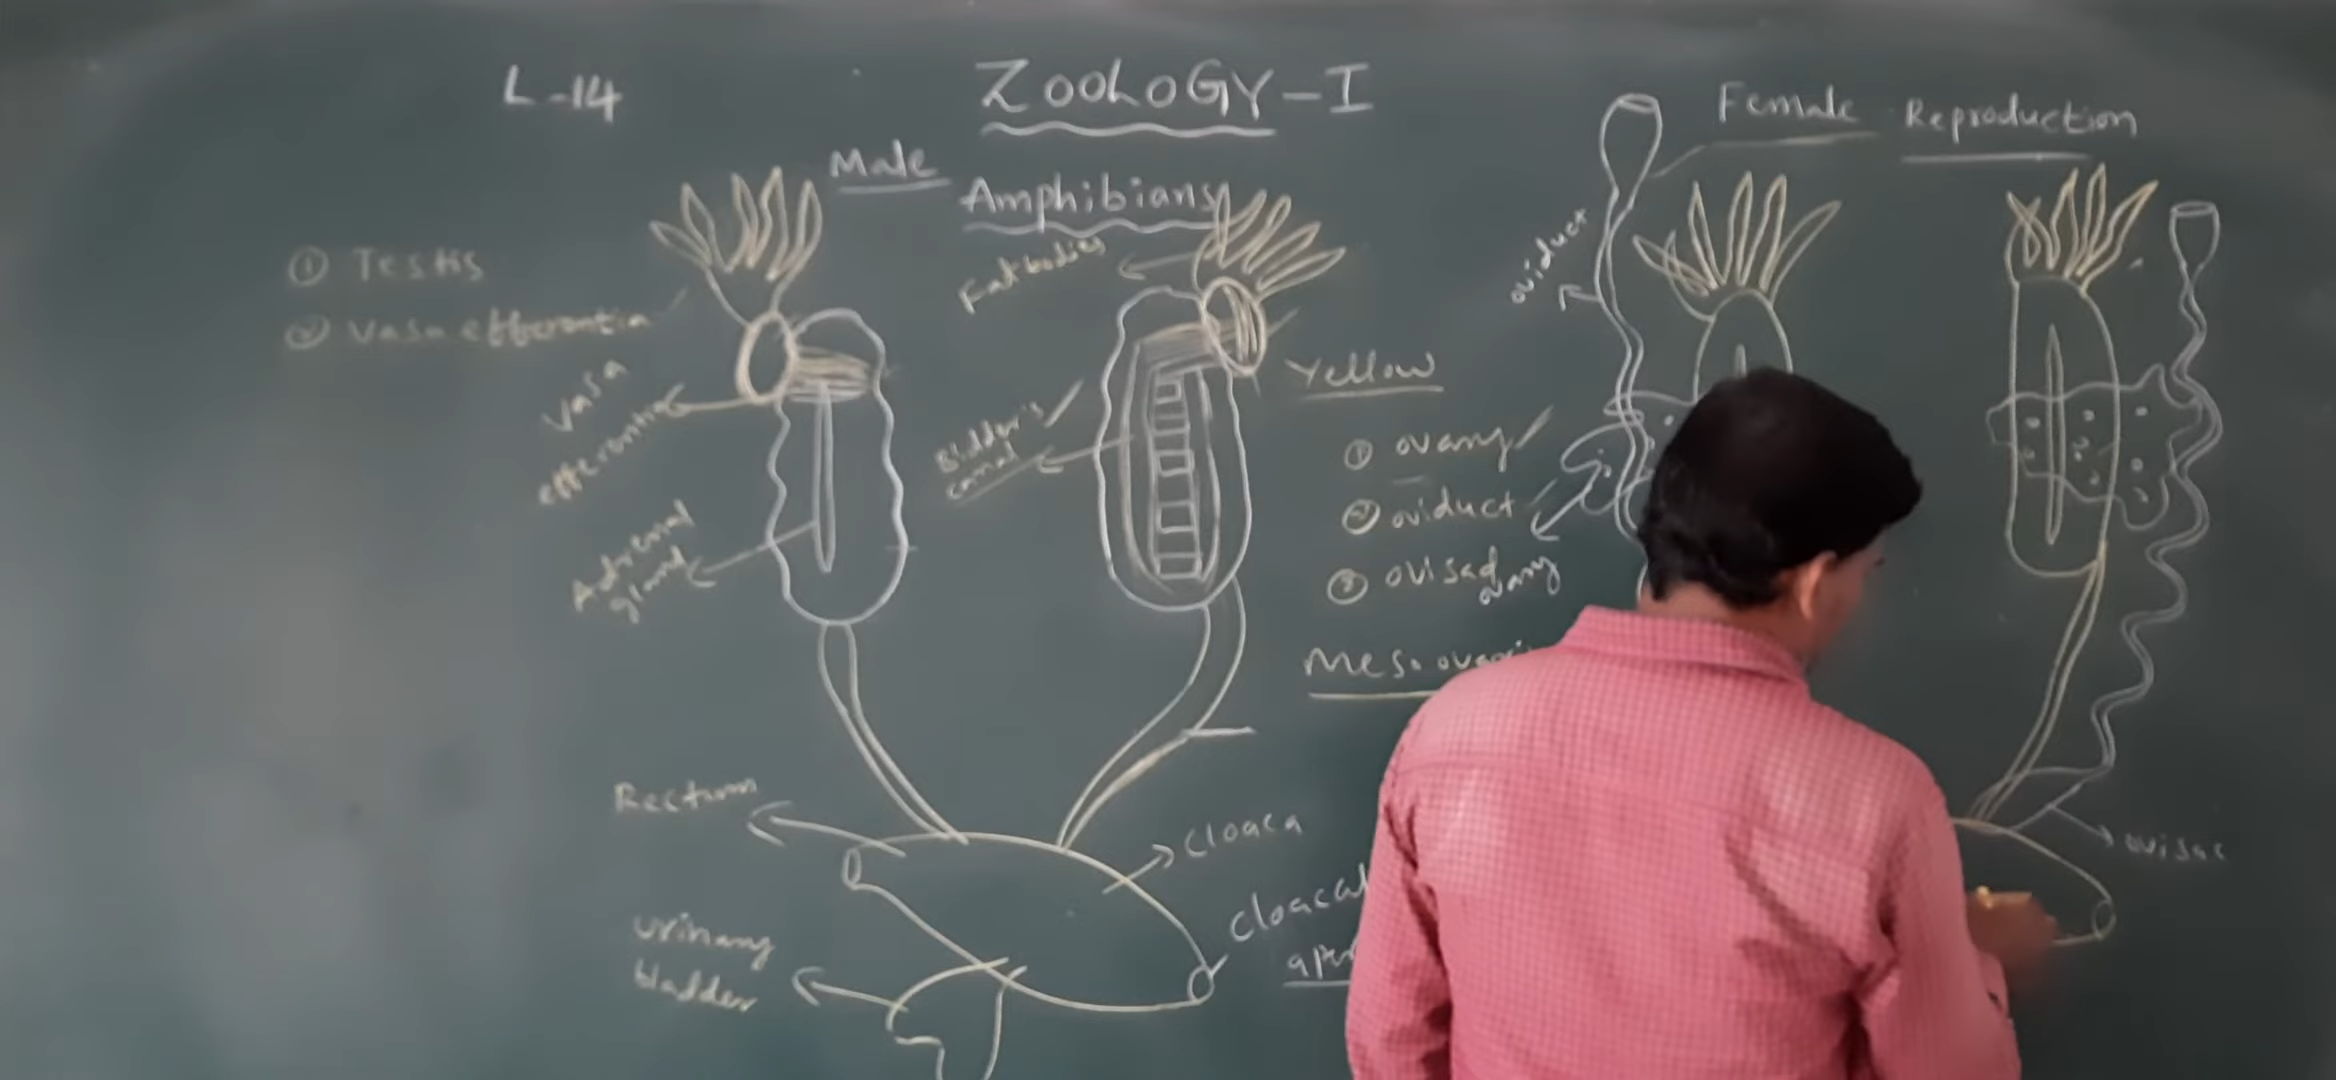 L-14
ZOOLOGY-I
Female Reproduction
Male
Amphibians
① Testis
② Vasa efferentia
Fat bodies
oviduct
Vasa
efferentia
Yellow
Bidder's
canal
① ovary
② oviduct
③ ovisac
ovary
Adrenal
gland
Rectum
Cloaca
ovisac
Urinary
bladder
Cloacal